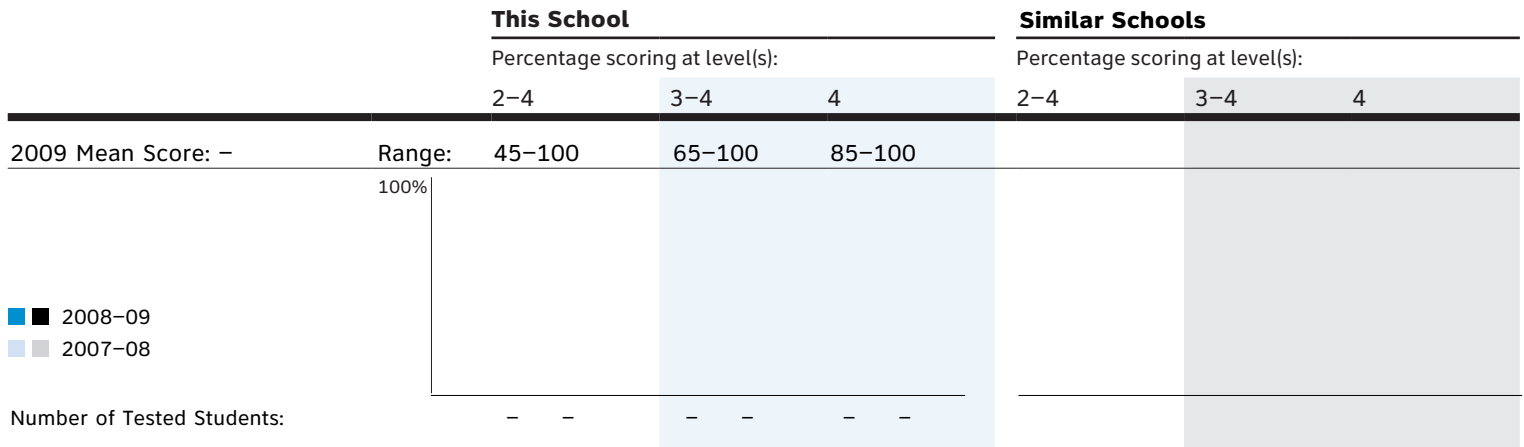 This School Similar Schools
Percentage scoring at level(s): Percentage scoring at level(s):
2–4 3–4 4 2–4 3–4 4
2009 Mean Score: – Range: 45–100 65–100 85–100
100%
2008–09
2007–08
Number of Tested Students: – – – – – –